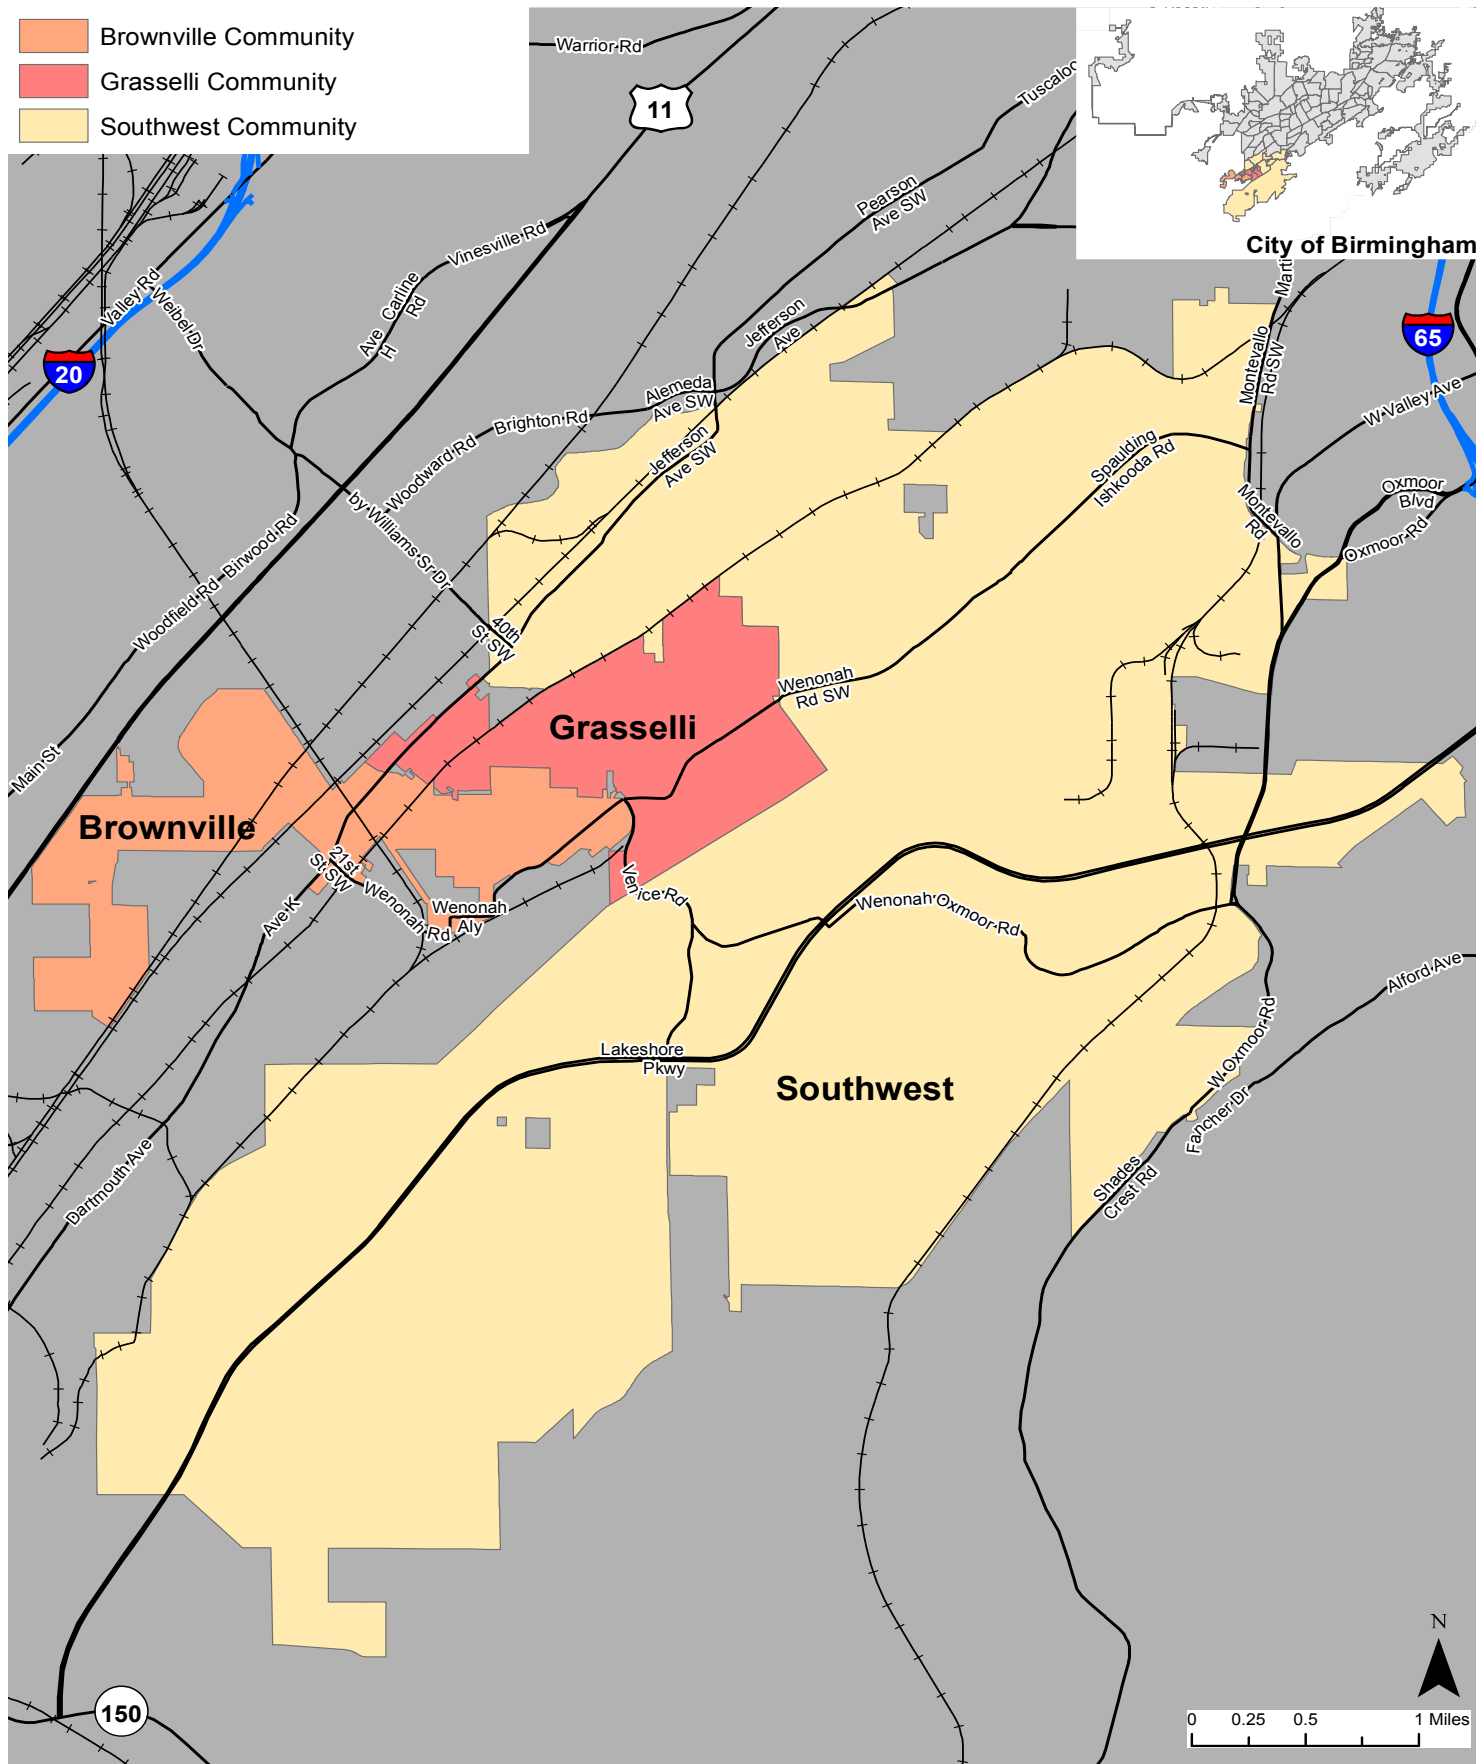 Brownville Community
Grasselli Community
Southwest Community
Warrior Rd
11
Tuscaloo
City of Birmingham
Pearson
Ave SW
Vinesville Rd
Valley Rd
Weibel Dr
Ave
H
Carline
Rd
20
Jefferson
Ave
Marti
65
Montevallo
Rd SW
W Valley Ave
Alemeda
Ave SW
Brighton Rd
Woodward Rd
Jefferson
Ave SW
Spaulding
Ishkooda Rd
Oxmoor
Blvd
Oxmoor Rd
Montevallo
Rd
by Williams Sr Dr
Birwood Rd
Woodfield Rd
40th
St SW
Wenonah
Rd SW
Grasselli
Main St
Brownville
21st
St SW
Wenonah Rd
Wenonah
Aly
Venice Rd
Wenonah Oxmoor Rd
Ave K
Alford Ave
W Oxmoor Rd
Lakeshore
Pkwy
Southwest
Fancher Dr
Dartmouth Ave
Shades
Crest Rd
150
N
0 0.25 0.5 1 Miles